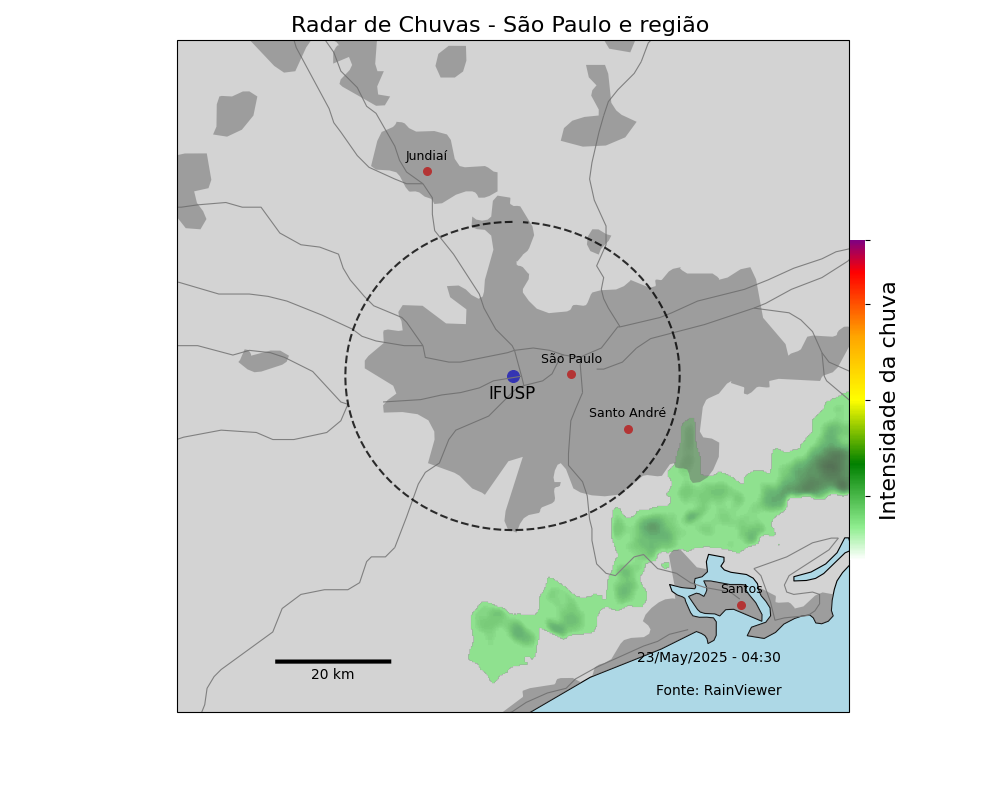 Radar de Chuvas - São Paulo e região
Jundiaí
São Paulo
IFUSP
Santo André
Santos
23/May/2025 - 04:30
20 km
Fonte: RainViewer
Intensidade da chuva